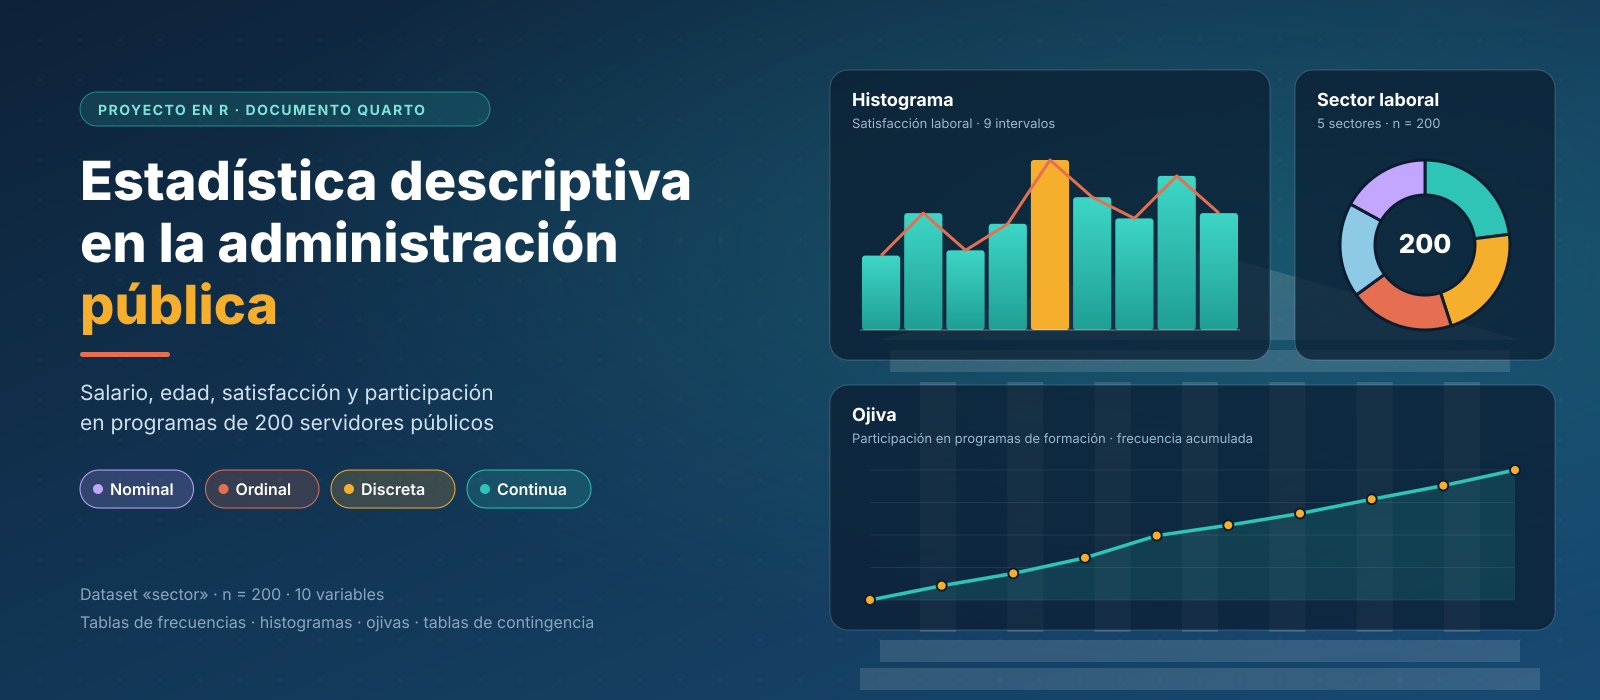 PROYECTO EN R · DOCUMENTO QUARTO
Estadística descriptiva
en la administración
pública
Salario, edad, satisfacción y participación
en programas de 200 servidores públicos
Nominal
Ordinal
Discreta
Continua
Dataset «sector» · n = 200 · 10 variables
Tablas de frecuencias · histogramas · ojivas · tablas de contingencia
Histograma
Satisfacción laboral · 9 intervalos
Sector laboral
5 sectores · n = 200
200
Ojiva
Participación en programas de formación · frecuencia acumulada